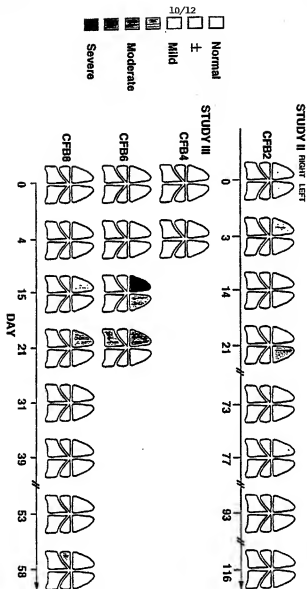 10/12
Normal
±
Mild
Moderate
Severe
STUDY II RIGHT LEFT
CFB2
0 3 14 21 73 77 93 116
STUDY III
CFB4
CFB6
CFB8
0 4 15 21 31 39 53 58
DAY